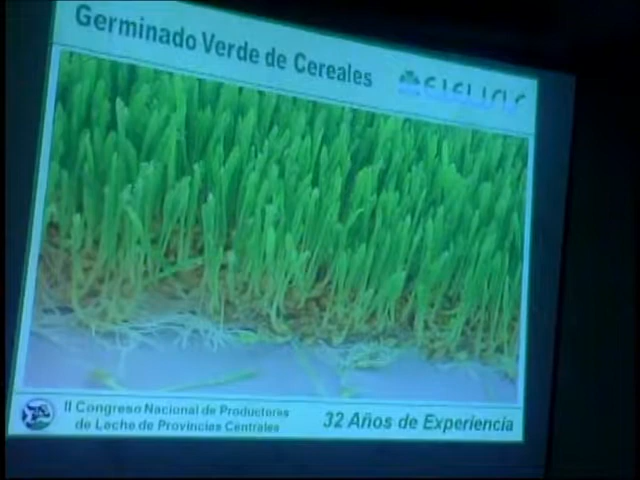 Germinado Verde de Cereales
II Congreso Nacional de Productores
de Leche de Provincias Centrales
32 Años de Experiencia